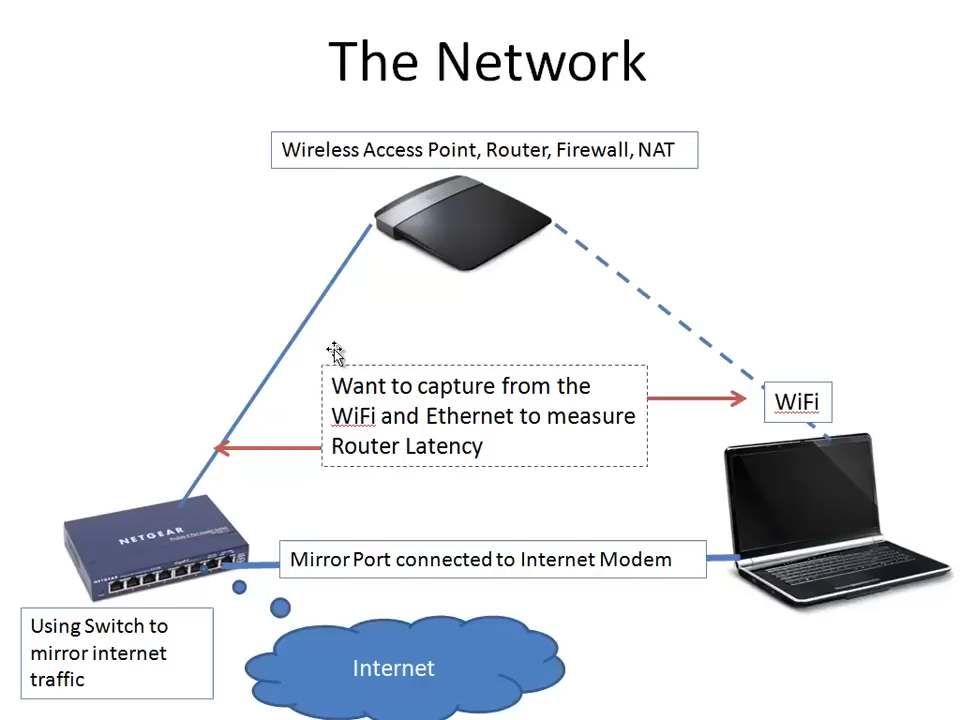 The Network
Wireless Access Point, Router, Firewall, NAT
Want to capture from the
WiFi and Ethernet to measure
Router Latency
WiFi
NETGEAR
NETGEAR
Mirror Port connected to Internet Modem
Using Switch to
mirror internet
traffic
Internet